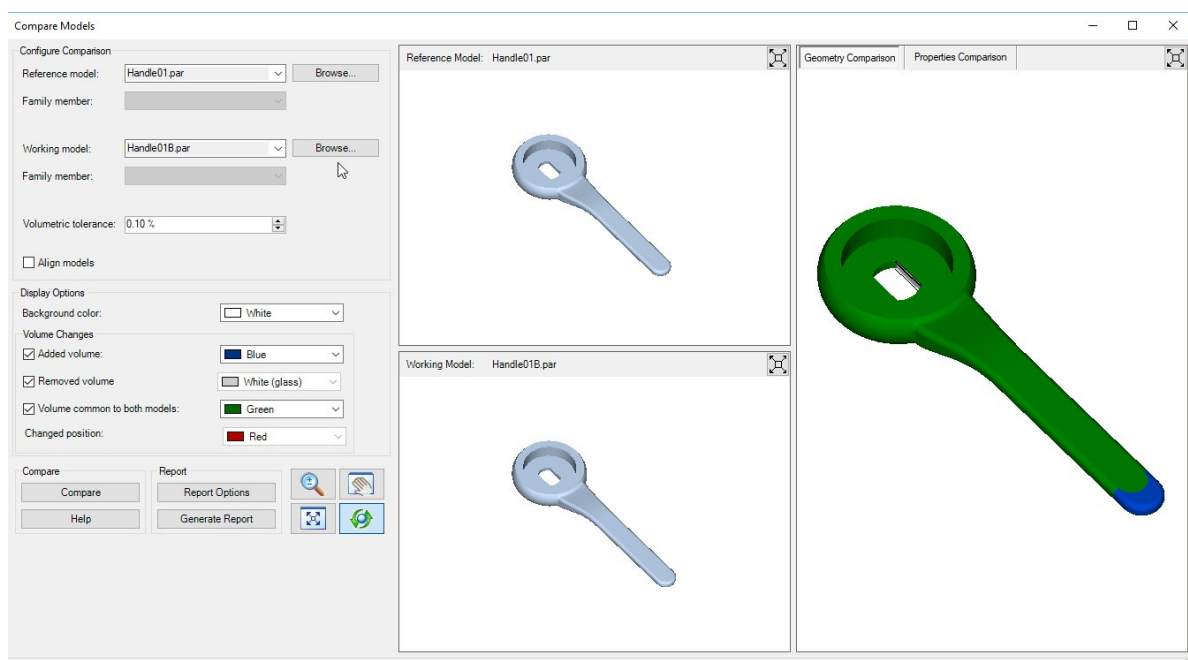 Compare Models
Configure Comparison
Reference model: Handle01.par Browse...
Family member:
Working model: Handle01B.par Browse...
Family member:
Volumetric tolerance: 0.10 %
Align models
Display Options
Background color: White
Volume Changes
Added volume: Blue
Removed volume White (glass)
Volume common to both models: Green
Changed position: Red
Compare
Compare
Help
Report
Report Options
Generate Report
Reference Model: Handle01.par
Working Model: Handle01B.par
Geometry Comparison Properties Comparison